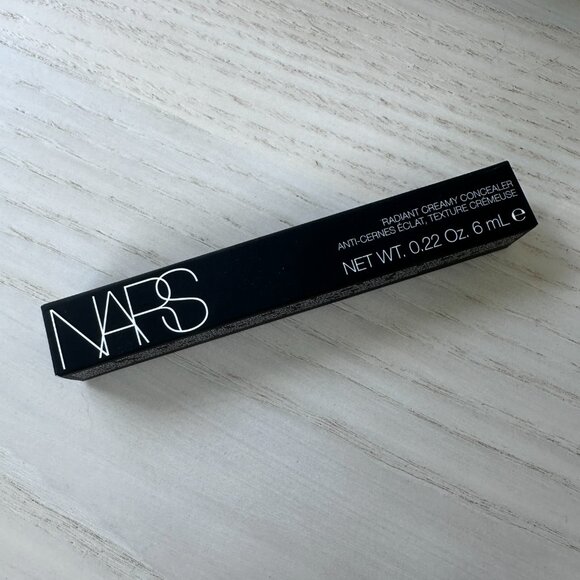 NARS
RADIANT CREAMY CONCEALER
ANTI-CERNES ÉCLAT, TEXTURE CRÉMEUSE
NET WT. 0.22 Oz. 6 mL ℮